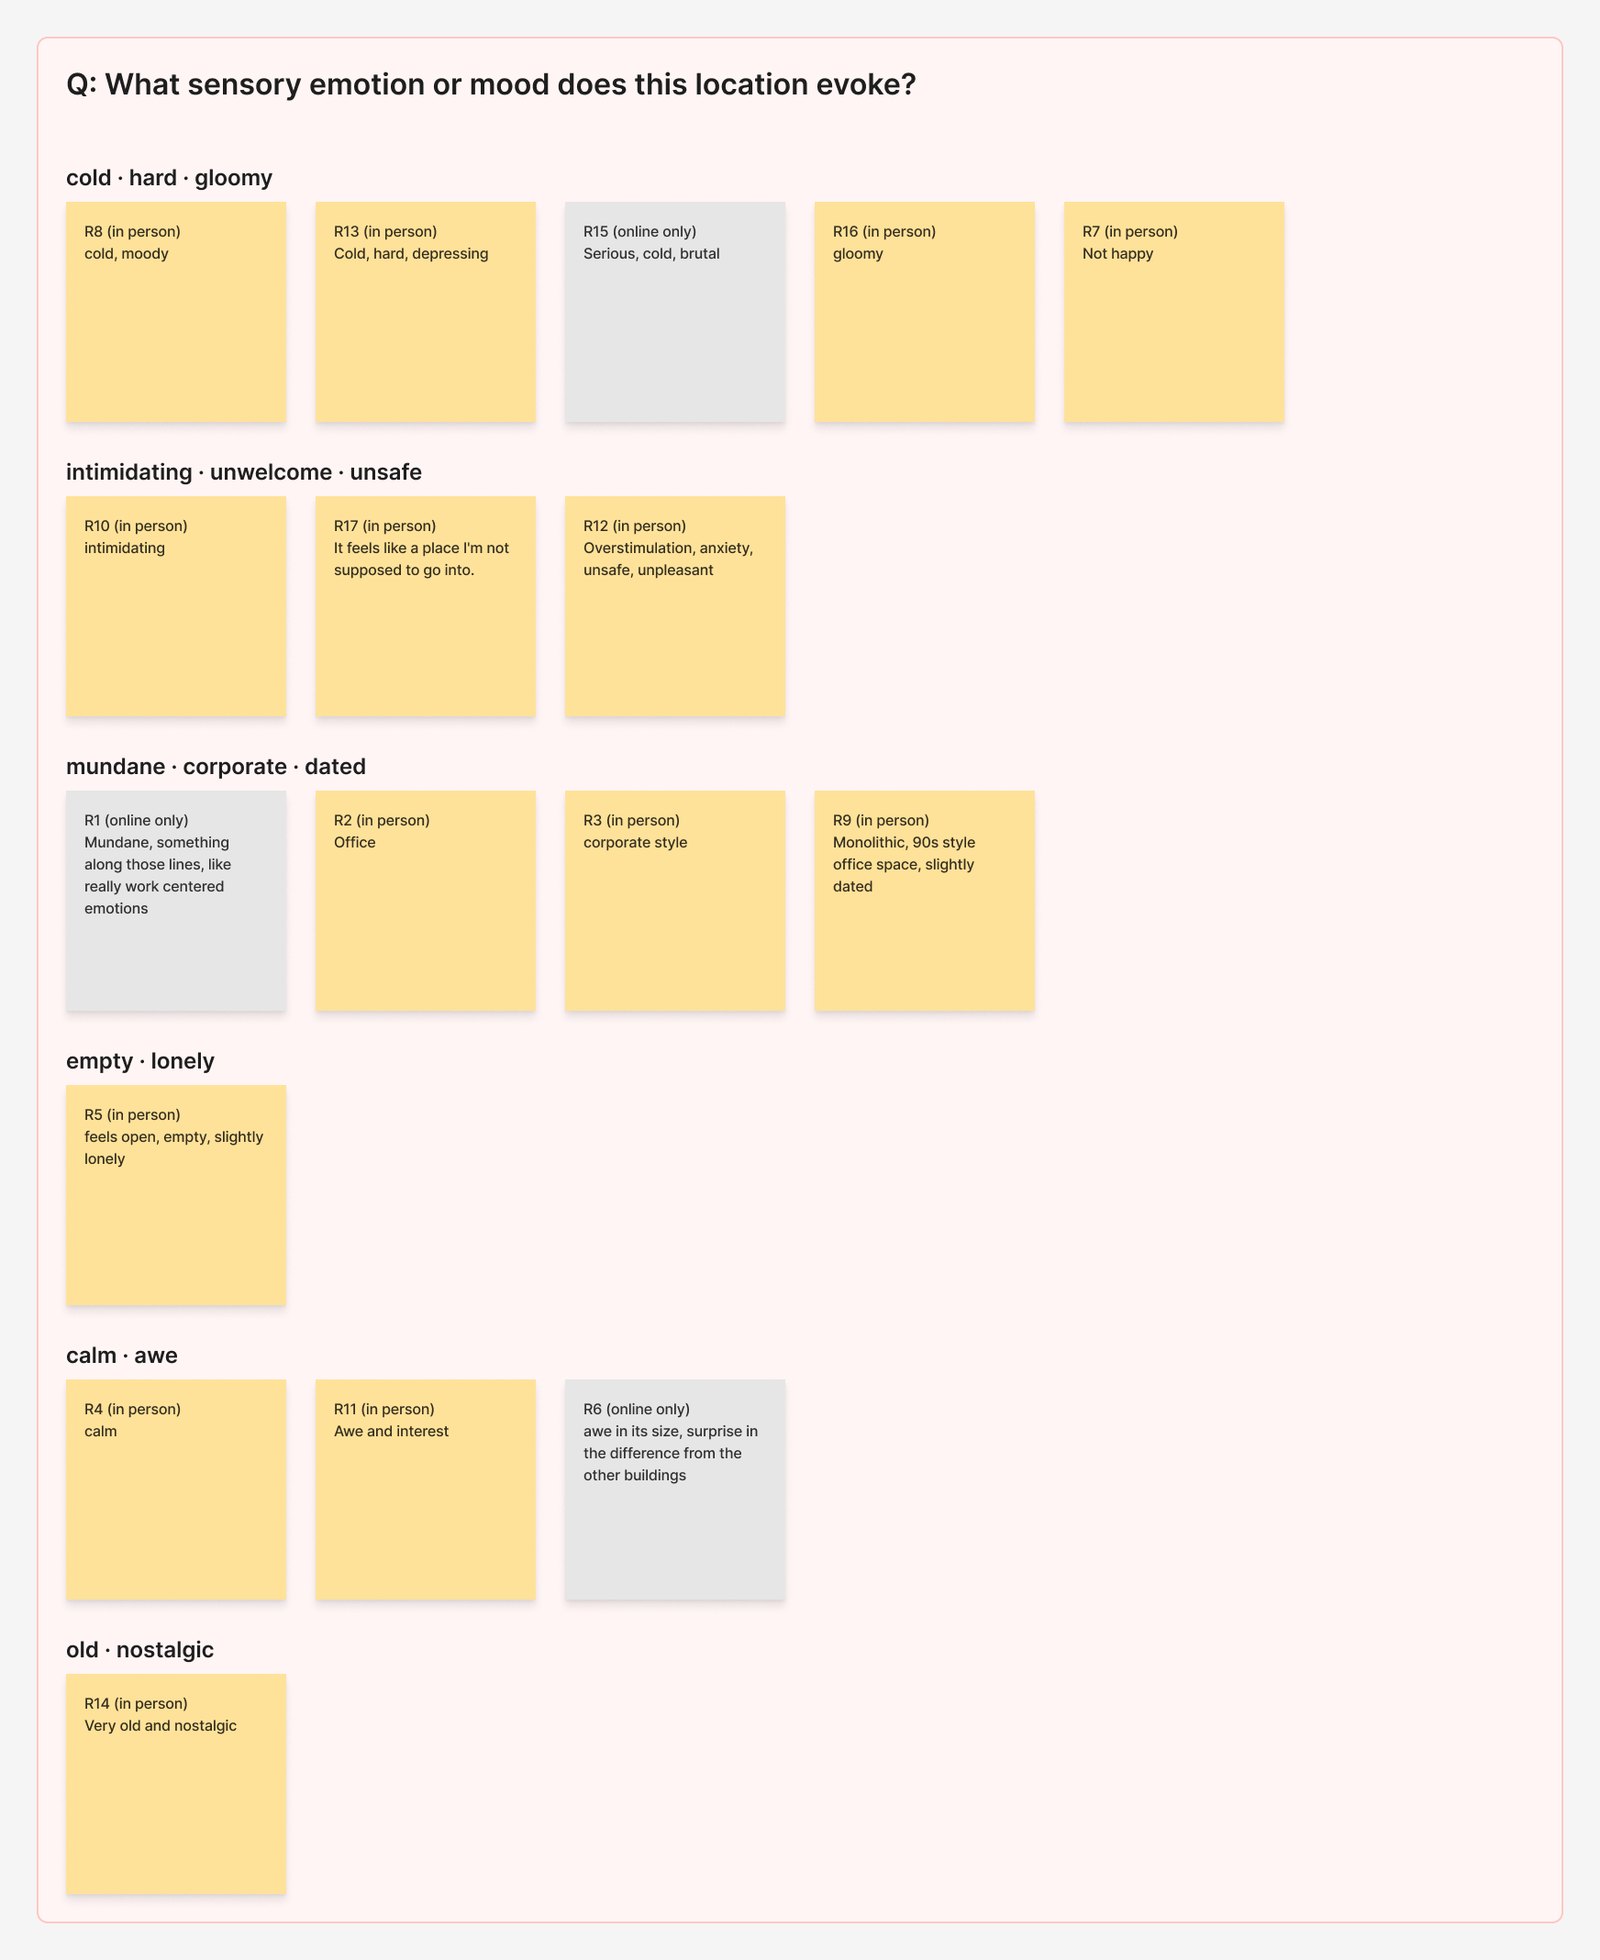 Q: What sensory emotion or mood does this location evoke?
cold · hard · gloomy
R8 (in person)
cold, moody
R13 (in person)
Cold, hard, depressing
R15 (online only)
Serious, cold, brutal
R16 (in person)
gloomy
R7 (in person)
Not happy
intimidating · unwelcome · unsafe
R10 (in person)
intimidating
R17 (in person)
It feels like a place I'm not
supposed to go into.
R12 (in person)
Overstimulation, anxiety,
unsafe, unpleasant
mundane · corporate · dated
R1 (online only)
Mundane, something
along those lines, like
really work centered
emotions
R2 (in person)
Office
R3 (in person)
corporate style
R9 (in person)
Monolithic, 90s style
office space, slightly
dated
empty · lonely
R5 (in person)
feels open, empty, slightly
lonely
calm · awe
R4 (in person)
calm
R11 (in person)
Awe and interest
R6 (online only)
awe in its size, surprise in
the difference from the
other buildings
old · nostalgic
R14 (in person)
Very old and nostalgic